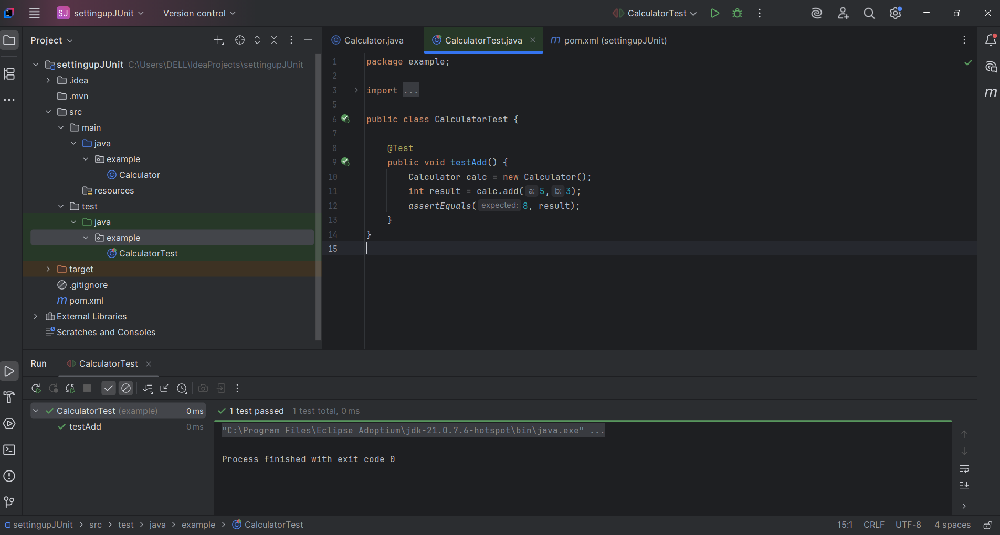 SJ settingupJUnit Version control CalculatorTest
Project
Calculator.java CalculatorTest.java m pom.xml (settingupJUnit)
settingupJUnit C:\Users\DELL\IdeaProjects\settingupJUnit
.idea
.mvn
src
main
java
example
Calculator
resources
test
java
example
CalculatorTest
target
.gitignore
m pom.xml
External Libraries
Scratches and Consoles
1 package example;
2
3 import ...
5
6 public class CalculatorTest {
7
8 @Test
9 public void testAdd() {
10 Calculator calc = new Calculator();
11 int result = calc.add( a: 5, b: 3);
12 assertEquals( expected: 8, result);
13 }
14 }
15
m
Run CalculatorTest
CalculatorTest (example) 0 ms
testAdd 0 ms
1 test passed 1 test total, 0 ms
"C:\Program Files\Eclipse Adoptium\jdk-21.0.7.6-hotspot\bin\java.exe" ...
Process finished with exit code 0
settingupJUnit > src > test > java > example > CalculatorTest
15:1 CRLF UTF-8 4 spaces